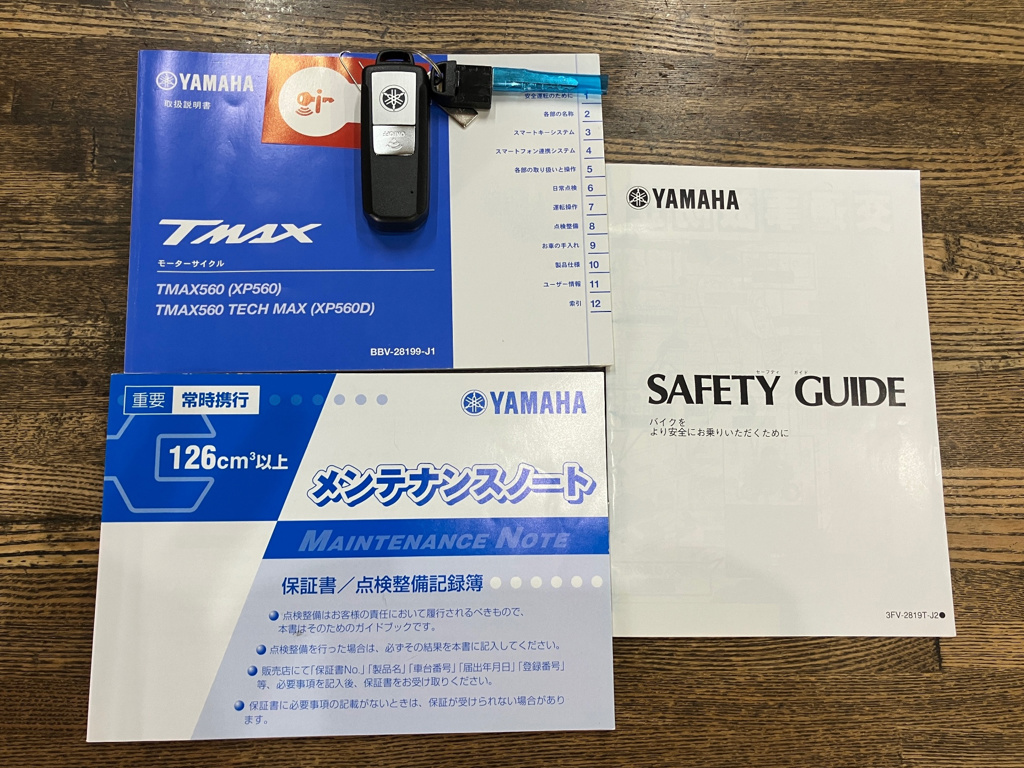 YAMAHA
取扱説明書
TMAX
モーターサイクル
TMAX560 (XP560)
TMAX560 TECH MAX (XP560D)
BBV-28199-J1
安全運転のために 1
各部の名称 2
スマートキーシステム 3
スマートフォン連携システム 4
各部の取り扱いと操作 5
日常点検 6
運転操作 7
点検整備 8
お車の手入れ 9
製品仕様 10
ユーザー情報 11
索引 12
YAMAHA
セーフティ ガイド
SAFETY GUIDE
バイクを
より安全にお乗りいただくために
3FV-2819T-J2●
重要 常時携行
YAMAHA
126cm³以上
メンテナンスノート
MAINTENANCE NOTE
保証書/点検整備記録簿
点検整備はお客様の責任において履行されるべきもので、
本書はそのためのガイドブックです。
点検整備を行った場合は、必ずその結果を本書に記入してください。
販売店にて「保証書No.」「製品名」「車台番号」「届出年月日」「登録番号」
等、必要事項を記入後、保証書をお受け取りください。
保証書に必要事項の記載がないときは、保証が受けられない場合があり
ます。